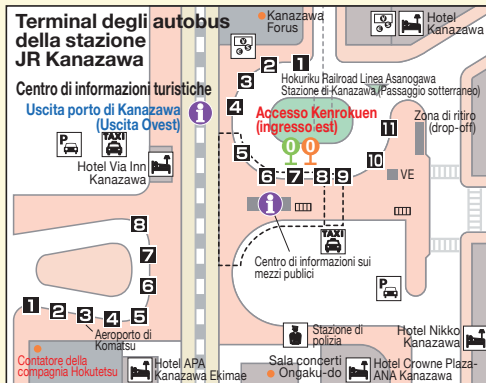 Terminal degli autobus
della stazione
JR Kanazawa
Kanazawa
Forus
Hotel
Kanazawa
Centro di informazioni turistiche
Uscita porto di Kanazawa
(Uscita Ovest)
i
Hokuriku Railroad Linea Asanogawa
Stazione di Kanazawa (Passaggio sotterraneo)
Accesso Kenrokuen
(ingresso est)
1
2
3
4
5
6
7
8
9
10
11
0
0
Zona di ritiro
(drop-off)
VE
P
TAXI
Hotel Via Inn
Kanazawa
i
TAXI
Centro di informazioni sui
mezzi publici
P
8
7
6
5
4
3
2
1
Aeroporto di
Komatsu
Contatore della
compagnia Hokutetsu
Hotel APA
Kanazawa Ekimae
Stazione di
polizia
Sala concerti
Ongaku-do
Hotel Nikko
Kanazawa
Hotel Crowne Plaza-
ANA Kanazawa